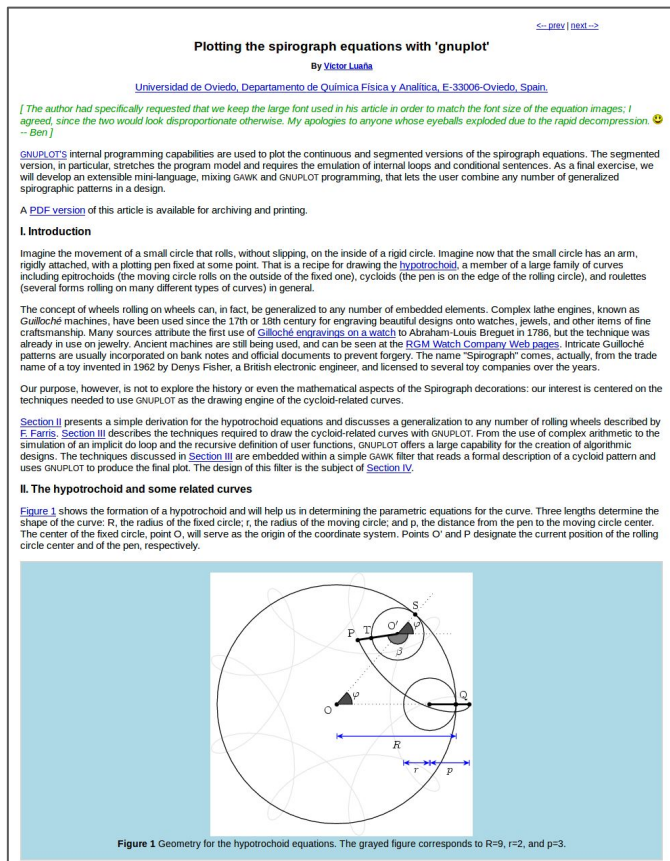 <-- prev | next -->
Plotting the spirograph equations with 'gnuplot'
By Víctor Luaña
Universidad de Oviedo, Departamento de Química Física y Analítica, E-33006-Oviedo, Spain.
[ The author had specifically requested that we keep the large font used in his article in order to match the font size of the equation images; I
agreed, since the two would look disproportionate otherwise. My apologies to anyone whose eyeballs exploded due to the rapid decompression.
-- Ben ]
GNUPLOT'S internal programming capabilities are used to plot the continuous and segmented versions of the spirograph equations. The segmented
version, in particular, stretches the program model and requires the emulation of internal loops and conditional sentences. As a final exercise, we
will develop an extensible mini-language, mixing GAWK and GNUPLOT programming, that lets the user combine any number of generalized
spirographic patterns in a design.
A PDF version of this article is available for archiving and printing.
I. Introduction
Imagine the movement of a small circle that rolls, without slipping, on the inside of a rigid circle. Imagine now that the small circle has an arm,
rigidly attached, with a plotting pen fixed at some point. That is a recipe for drawing the hypotrochoid, a member of a large family of curves
including epitrochoids (the moving circle rolls on the outside of the fixed one), cycloids (the pen is on the edge of the rolling circle), and roulettes
(several forms rolling on many different types of curves) in general.
The concept of wheels rolling on wheels can, in fact, be generalized to any number of embedded elements. Complex lathe engines, known as
Guilloché machines, have been used since the 17th or 18th century for engraving beautiful designs onto watches, jewels, and other items of fine
craftsmanship. Many sources attribute the first use of Gilloché engravings on a watch to Abraham-Louis Breguet in 1786, but the technique was
already in use on jewelry. Ancient machines are still being used, and can be seen at the RGM Watch Company Web pages. Intricate Guilloché
patterns are usually incorporated on bank notes and official documents to prevent forgery. The name "Spirograph" comes, actually, from the trade
name of a toy invented in 1962 by Denys Fisher, a British electronic engineer, and licensed to several toy companies over the years.
Our purpose, however, is not to explore the history or even the mathematical aspects of the Spirograph decorations: our interest is centered on the
techniques needed to use GNUPLOT as the drawing engine of the cycloid-related curves.
Section II presents a simple derivation for the hypotrochoid equations and discusses a generalization to any number of rolling wheels described by
F. Farris. Section III describes the techniques required to draw the cycloid-related curves with GNUPLOT. From the use of complex arithmetic to the
simulation of an implicit do loop and the recursive definition of user functions, GNUPLOT offers a large capability for the creation of algorithmic
designs. The techniques discussed in Section III are embedded within a simple GAWK filter that reads a formal description of a cycloid pattern and
uses GNUPLOT to produce the final plot. The design of this filter is the subject of Section IV.
II. The hypotrochoid and some related curves
Figure 1 shows the formation of a hypotrochoid and will help us in determining the parametric equations for the curve. Three lengths determine the
shape of the curve: R, the radius of the fixed circle; r, the radius of the moving circle; and p, the distance from the pen to the moving circle center.
The center of the fixed circle, point O, will serve as the origin of the coordinate system. Points O' and P designate the current position of the rolling
circle center and of the pen, respectively.
S
P T O' φ
β
φ Q
O
R
r p
Figure 1 Geometry for the hypotrochoid equations. The grayed figure corresponds to R=9, r=2, and p=3.